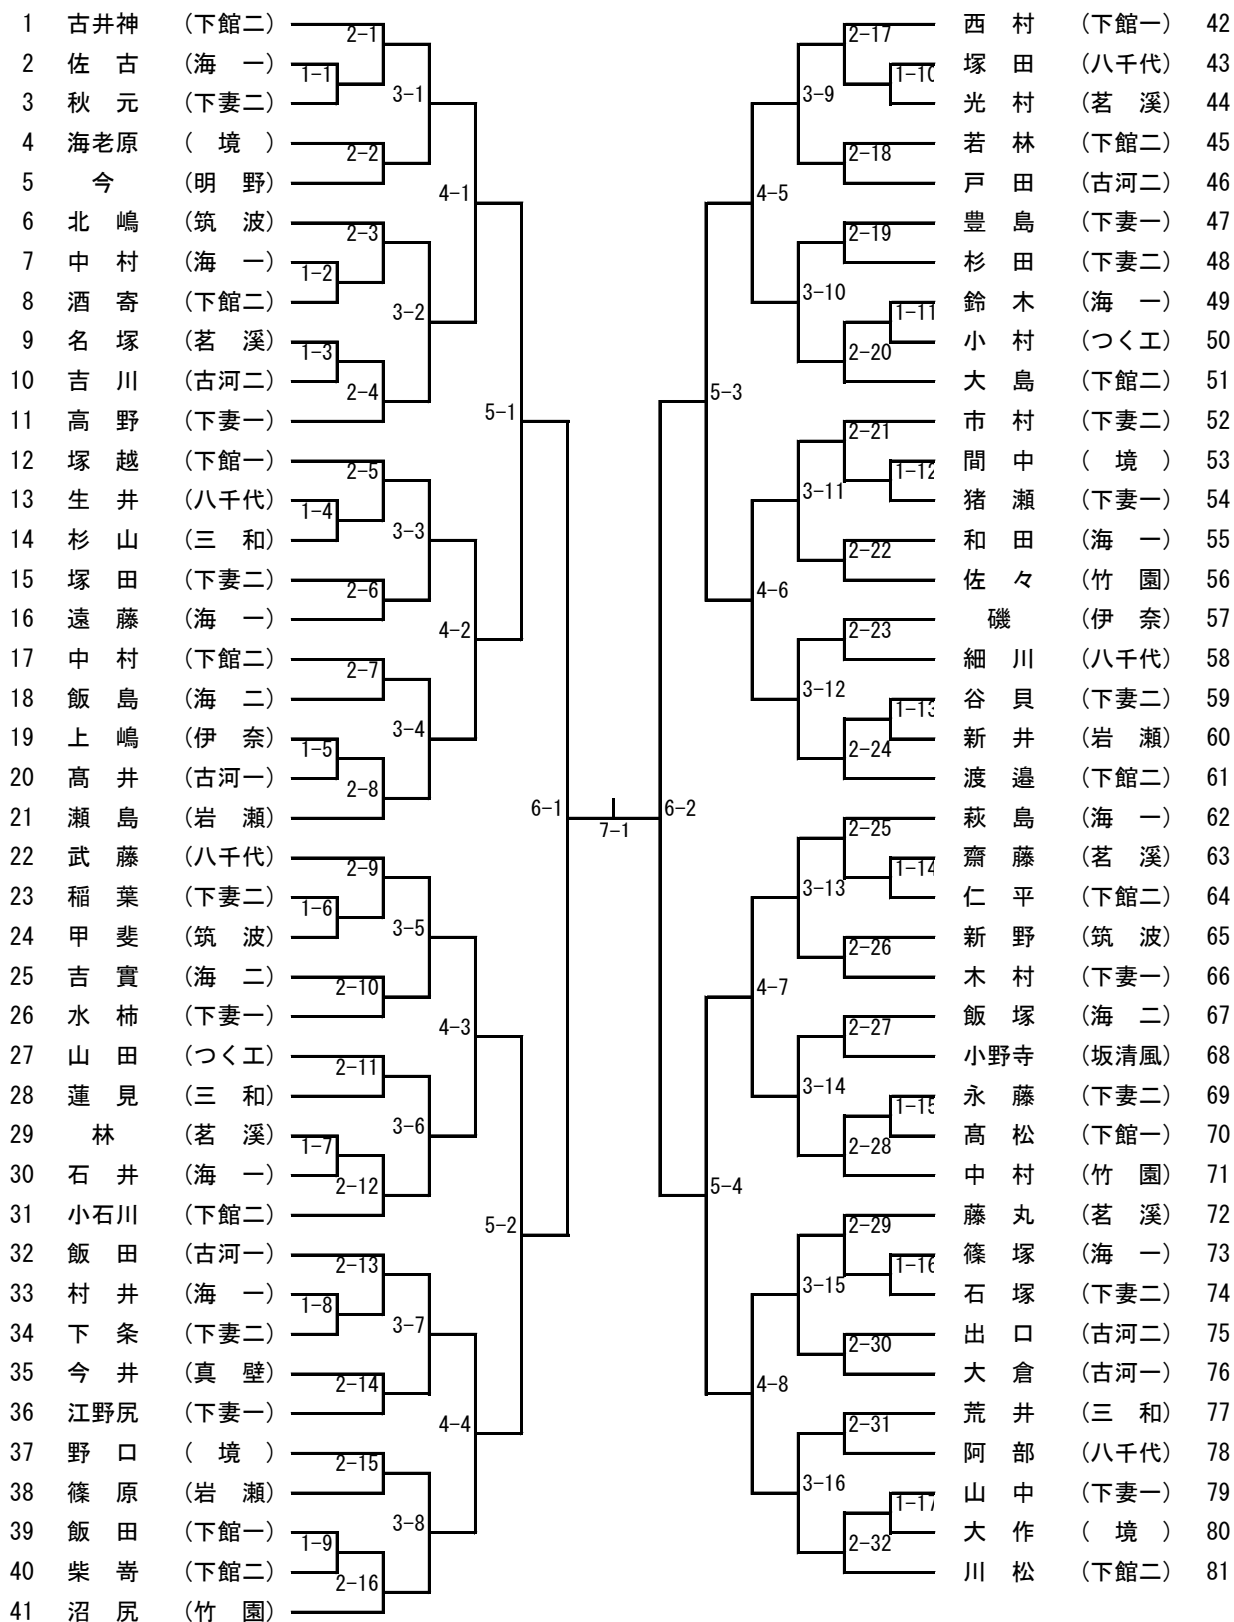 1 古井神 (下館二)
2 佐 古 (海 一)
3 秋 元 (下妻二)
4 海老原 ( 境 )
5 今 (明 野)
6 北 嶋 (筑 波)
7 中 村 (海 一)
8 酒 寄 (下館二)
9 名 塚 (茗 溪)
10 吉 川 (古河二)
11 高 野 (下妻一)
12 塚 越 (下館一)
13 生 井 (八千代)
14 杉 山 (三 和)
15 塚 田 (下妻二)
16 遠 藤 (海 一)
17 中 村 (下館二)
18 飯 島 (海 二)
19 上 嶋 (伊 奈)
20 髙 井 (古河一)
21 瀬 島 (岩 瀬)
22 武 藤 (八千代)
23 稲 葉 (下妻二)
24 甲 斐 (筑 波)
25 吉 實 (海 二)
26 水 柿 (下妻一)
27 山 田 (つく工)
28 蓮 見 (三 和)
29 林 (茗 溪)
30 石 井 (海 一)
31 小石川 (下館二)
32 飯 田 (古河一)
33 村 井 (海 一)
34 下 条 (下妻二)
35 今 井 (真 壁)
36 江野尻 (下妻一)
37 野 口 ( 境 )
38 篠 原 (岩 瀬)
39 飯 田 (下館一)
40 柴 嵜 (下館二)
41 沼 尻 (竹 園)
1-1
1-2
1-3
1-4
1-5
1-6
1-7
1-8
1-9
2-1
2-2
2-3
2-4
2-5
2-6
2-7
2-8
2-9
2-10
2-11
2-12
2-13
2-14
2-15
2-16
3-1
3-2
3-3
3-4
3-5
3-6
3-7
3-8
4-1
4-2
4-3
4-4
5-1
5-2
6-1
7-1
6-2
5-3
5-4
4-5
4-6
4-7
4-8
3-9
3-10
3-11
3-12
3-13
3-14
3-15
3-16
2-17
2-18
2-19
2-20
2-21
2-22
2-23
2-24
2-25
2-26
2-27
2-28
2-29
2-30
2-31
2-32
1-10
1-11
1-12
1-13
1-14
1-15
1-16
1-17
西 村 (下館一) 42
塚 田 (八千代) 43
光 村 (茗 溪) 44
若 林 (下館二) 45
戸 田 (古河二) 46
豊 島 (下妻一) 47
杉 田 (下妻二) 48
鈴 木 (海 一) 49
小 村 (つく工) 50
大 島 (下館二) 51
市 村 (下妻二) 52
間 中 ( 境 ) 53
猪 瀬 (下妻一) 54
和 田 (海 一) 55
佐 々 (竹 園) 56
磯 (伊 奈) 57
細 川 (八千代) 58
谷 貝 (下妻二) 59
新 井 (岩 瀬) 60
渡 邉 (下館二) 61
萩 島 (海 一) 62
齋 藤 (茗 溪) 63
仁 平 (下館二) 64
新 野 (筑 波) 65
木 村 (下妻一) 66
飯 塚 (海 二) 67
小野寺 (坂清風) 68
永 藤 (下妻二) 69
髙 松 (下館一) 70
中 村 (竹 園) 71
藤 丸 (茗 溪) 72
篠 塚 (海 一) 73
石 塚 (下妻二) 74
出 口 (古河二) 75
大 倉 (古河一) 76
荒 井 (三 和) 77
阿 部 (八千代) 78
山 中 (下妻一) 79
大 作 ( 境 ) 80
川 松 (下館二) 81